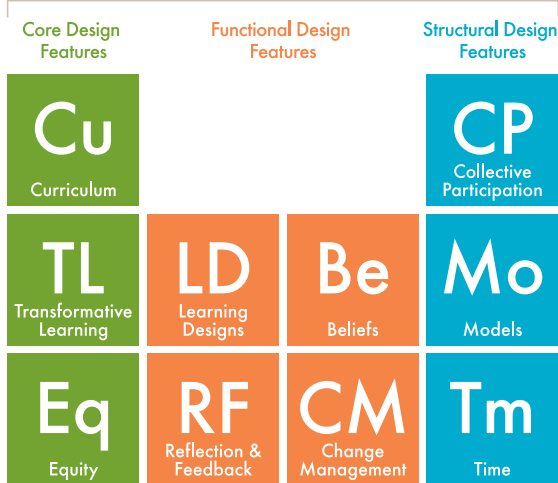 Core Design
Features
Functional Design
Features
Structural Design
Features
Cu
Curriculum
CP
Collective
Participation
TL
Transformative
Learning
LD
Learning
Designs
Be
Beliefs
Mo
Models
Eq
Equity
RF
Reflection &
Feedback
CM
Change
Management
Tm
Time